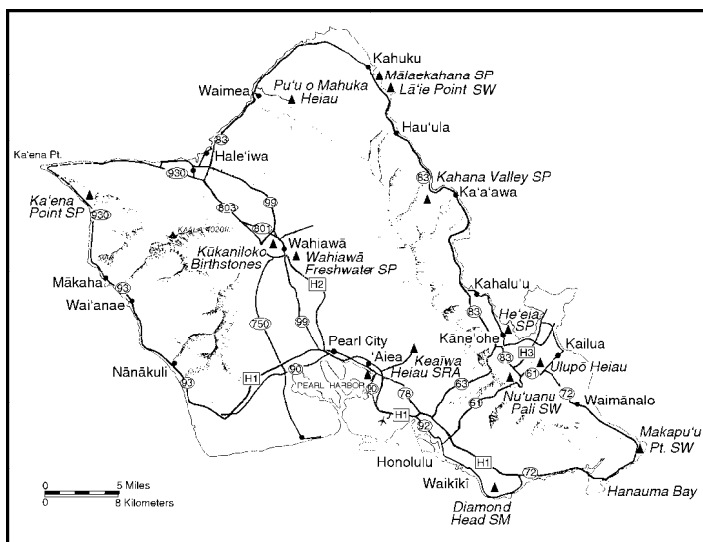 Kahuku
Mālaekahana SP
Lā'ie Point SW
Pu'u o Mahuka
Heiau
Waimea
Hau'ula
83
Hale'iwa
Ka'ena Pt.
930
83
Kahana Valley SP
Ka'a'awa
Ka'ena
Point SP
930
803
99
801
Wahiawā
Kūkaniloko
Birthstones
Wahiawā
Freshwater SP
H2
Mākaha
93
Wai'anae
Kahalu'u
83
He'eia
SP
750
99
Kāne'ohe
Kailua
Pearl City
'Aiea
Keaīwa
Heiau SRA
H3
83
Ulupō Heiau
61
Nānākuli
93
H1
90
PEARL HARBOR
90
78
63
61
Nu'uanu
Pali SW
72
Waimānalo
H1
92
Makapu'u
Pt. SW
Honolulu
H1
72
Waikīkī
Hanauma Bay
Diamond
Head SM
0 5 Miles
0 8 Kilometers